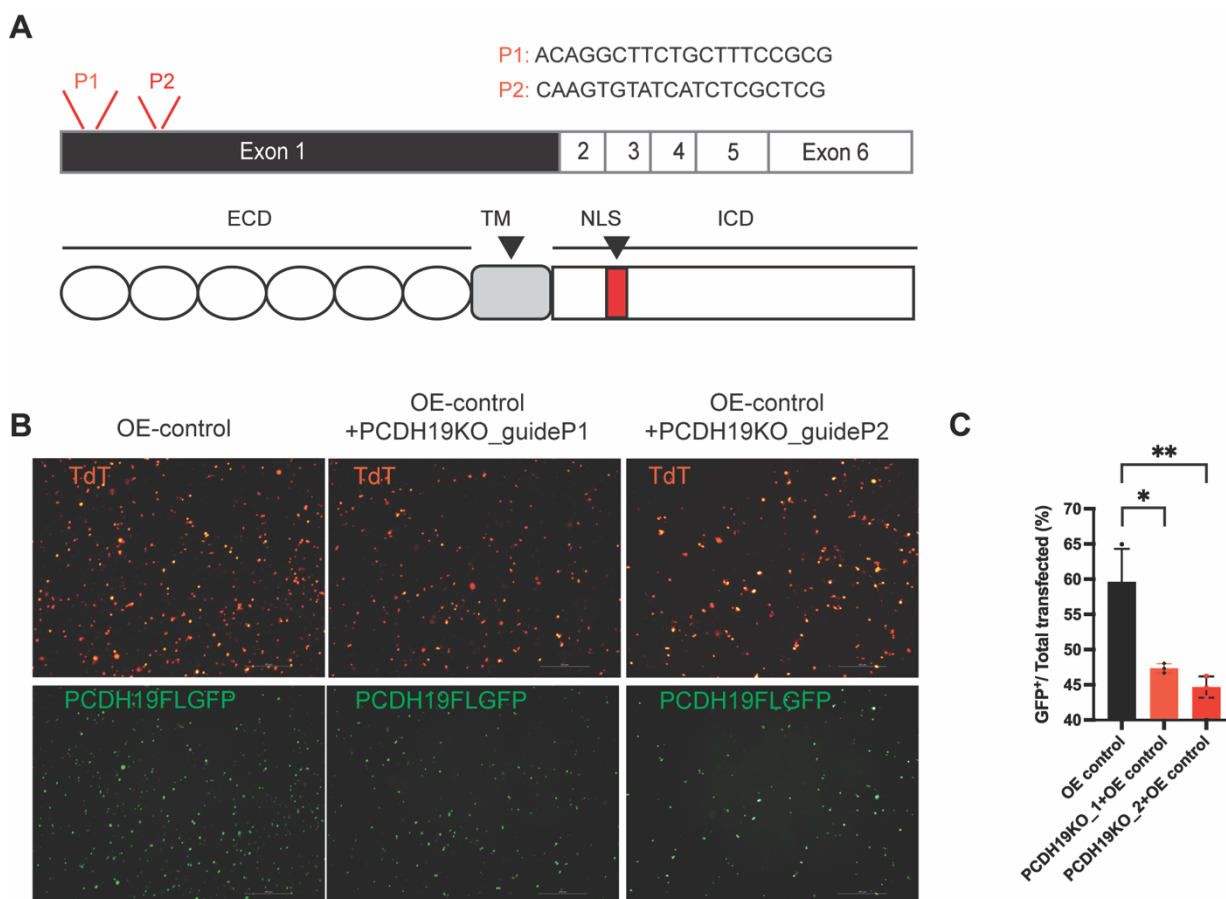 A
P1
P2
P1: ACAGGCTTCTGCTTTCCGCG
P2: CAAGTGTATCATCTCGCTCG
Exon 1
2
3
4
5
Exon 6
ECD
TM
NLS
ICD
B
OE-control
OE-control
+PCDH19KO_guideP1
OE-control
+PCDH19KO_guideP2
TdT
TdT
TdT
PCDH19FLGFP
PCDH19FLGFP
PCDH19FLGFP
C
**
*
GFP+/ Total transfected (%)
70
65
60
55
50
45
40
OE control
PCDH19KO_1+OE control
PCDH19KO_2+OE control